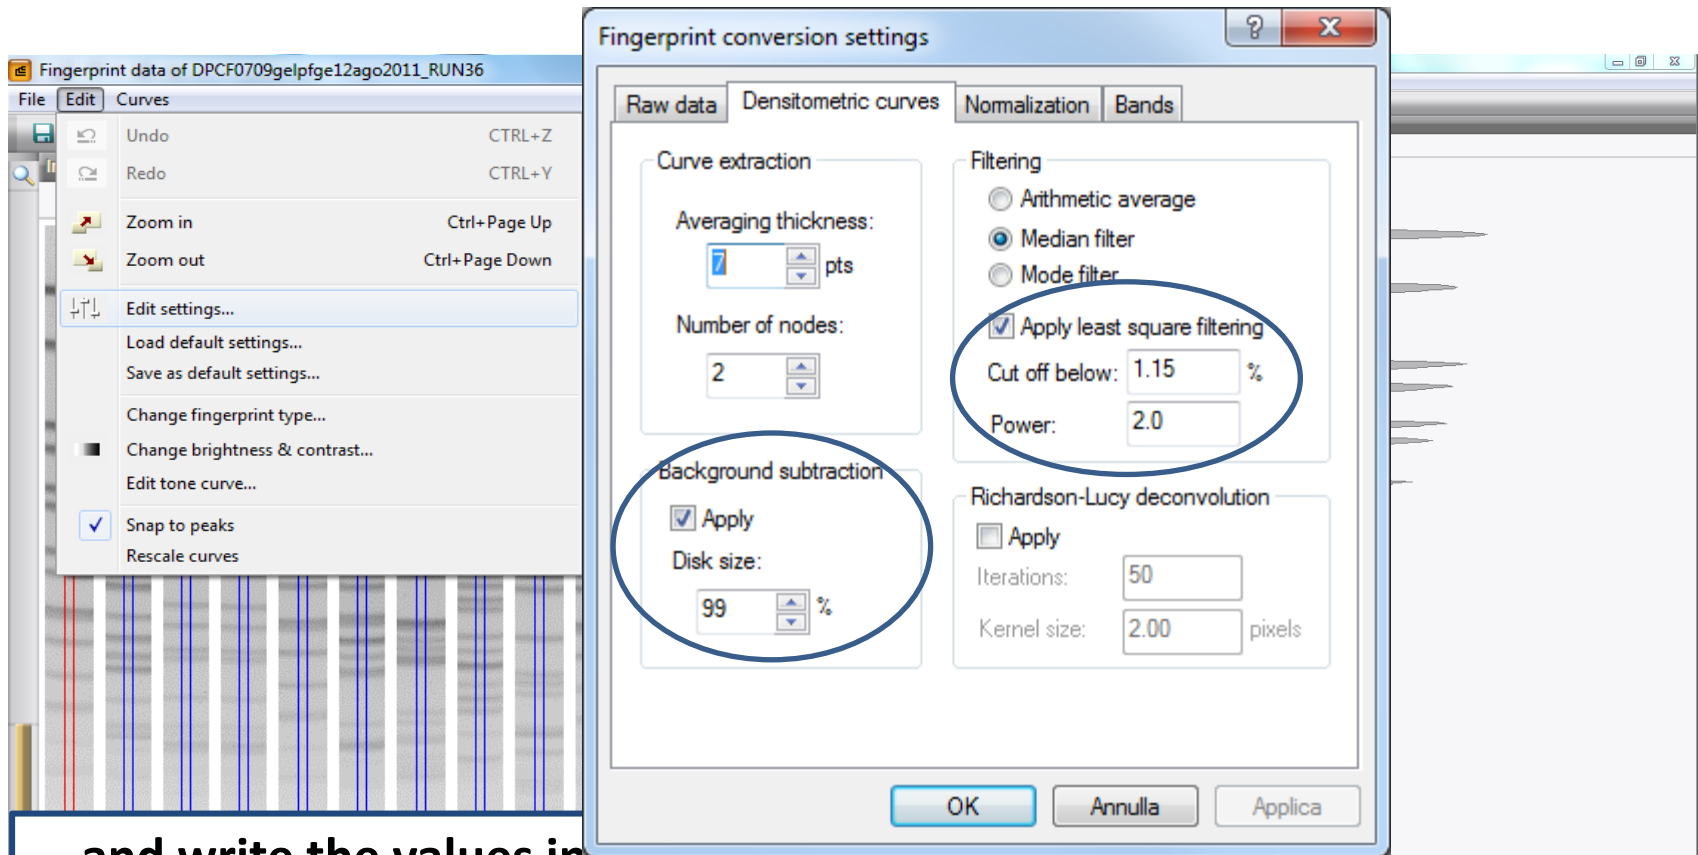 Fingerprint data of DPCF0709gelpfge12ago2011_RUN36
File Edit Curves
Undo CTRL+Z
Redo CTRL+Y
Zoom in Ctrl+Page Up
Zoom out Ctrl+Page Down
Edit settings...
Load default settings...
Save as default settings...
Change fingerprint type...
Change brightness & contrast...
Edit tone curve...
Snap to peaks
Rescale curves
Fingerprint conversion settings
Raw data Densitometric curves Normalization Bands
Curve extraction
Averaging thickness:
7 pts
Number of nodes:
2
Background subtraction
Apply
Disk size:
99 %
Filtering
Arithmetic average
Median filter
Mode filter
Apply least square filtering
Cut off below: 1.15 %
Power: 2.0
Richardson-Lucy deconvolution
Apply
Iterations: 50
Kernel size: 2.00 pixels
OK Annulla Applica
and write the values in